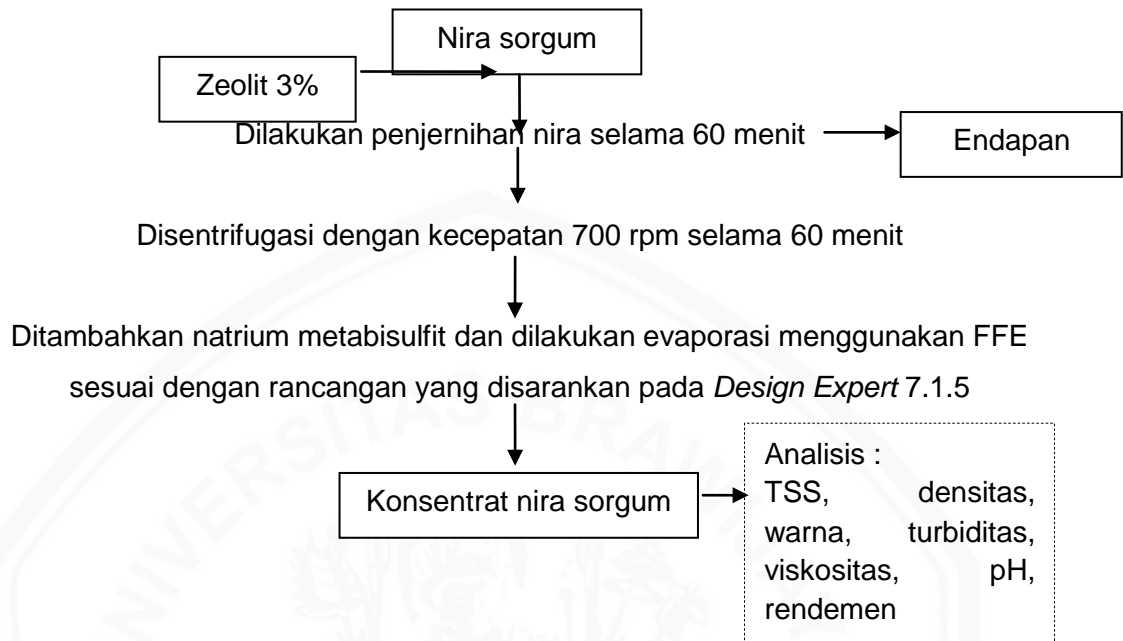 Nira sorgum
Zeolit 3%
Dilakukan penjernihan nira selama 60 menit
Endapan
Disentrifugasi dengan kecepatan 700 rpm selama 60 menit
Ditambahkan natrium metabisulfit dan dilakukan evaporasi menggunakan FFE
sesuai dengan rancangan yang disarankan pada Design Expert 7.1.5
Konsentrat nira sorgum
Analisis :
TSS, densitas,
warna, turbiditas,
viskositas, pH,
rendemen
UNIVERSITAS BRAWI